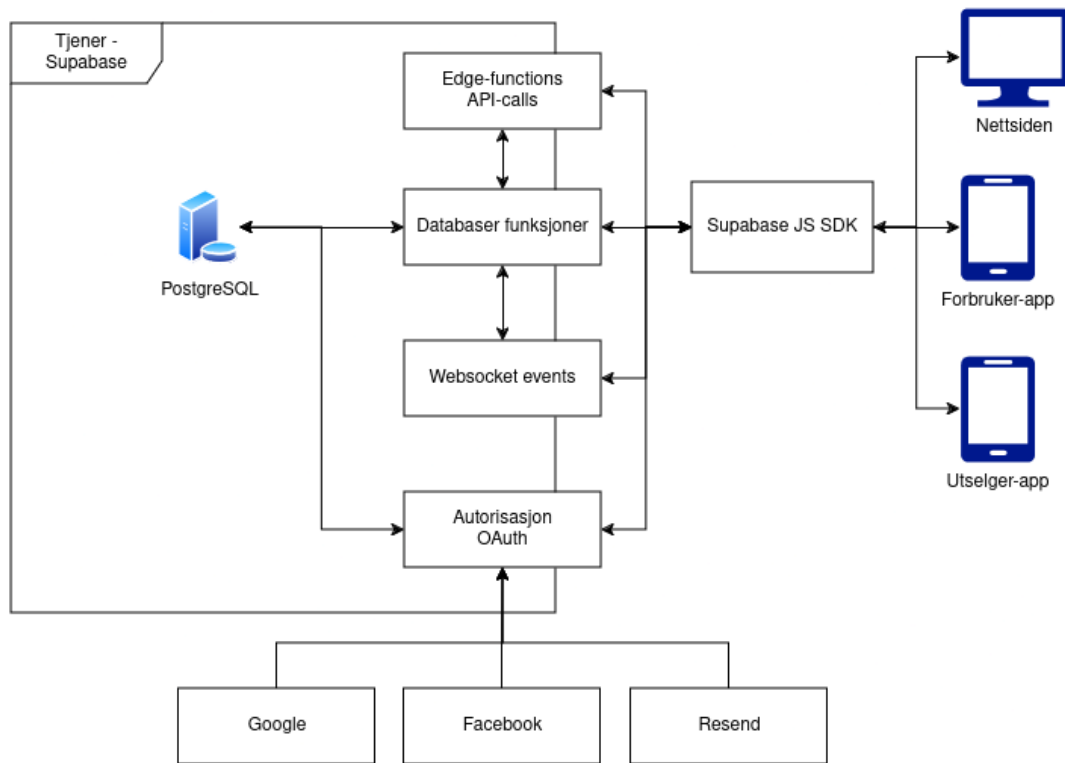 Tjener -
Supabase
Edge-functions
API-calls
Nettsiden
Databaser funksjoner
Supabase JS SDK
PostgreSQL
Forbruker-app
Websocket events
Utselger-app
Autorisasjon
OAuth
Google
Facebook
Resend